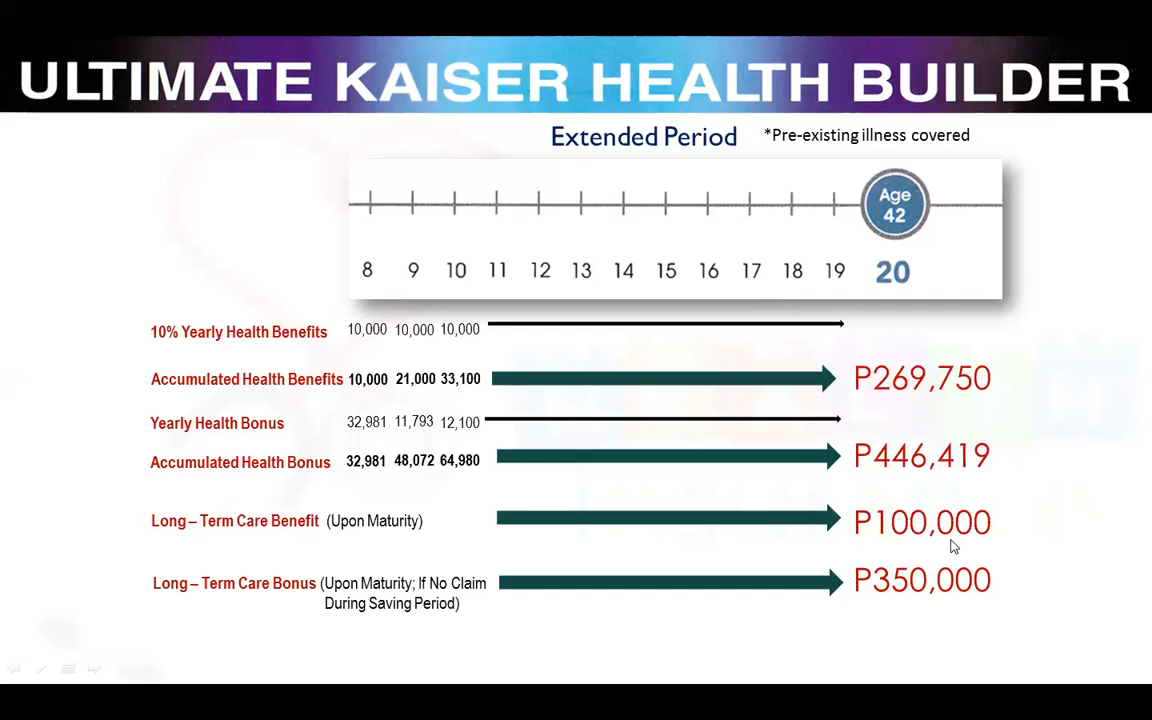 ULTIMATE KAISER HEALTH BUILDER
Extended Period *Pre-existing illness covered
Age
42
8 9 10 11 12 13 14 15 16 17 18 19 20
10% Yearly Health Benefits 10,000 10,000 10,000
Accumulated Health Benefits 10,000 21,000 33,100 P269,750
Yearly Health Bonus 32,981 11,793 12,100
Accumulated Health Bonus 32,981 48,072 64,980 P446,419
Long – Term Care Benefit (Upon Maturity) P100,000
Long – Term Care Bonus (Upon Maturity; If No Claim P350,000
During Saving Period)